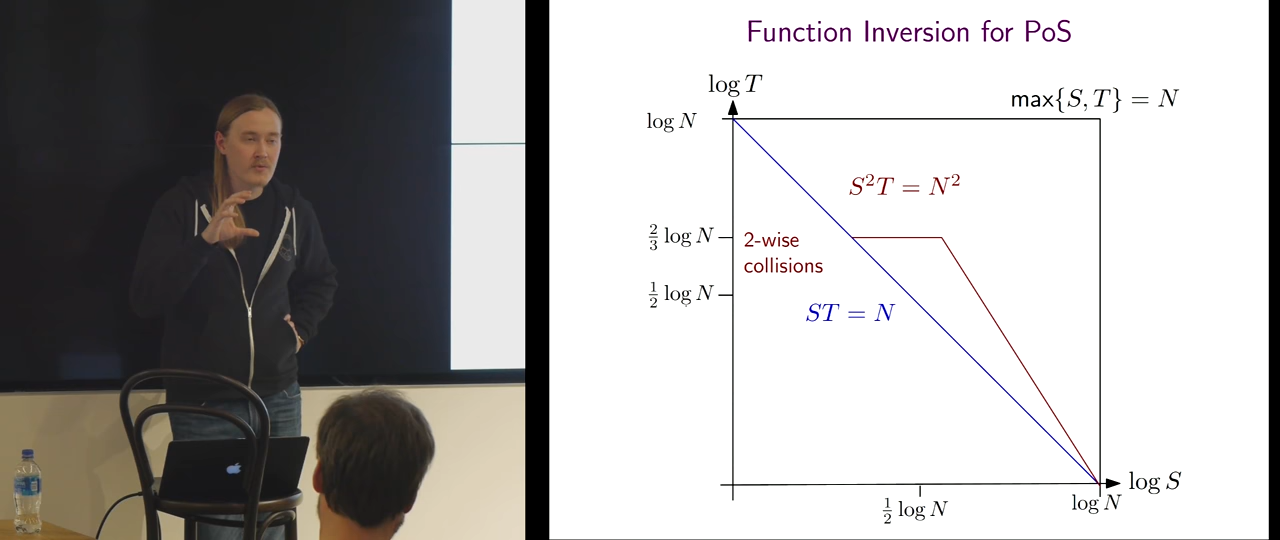 Function Inversion for PoS
log T
max{S, T} = N
log N
S²T = N²
2/3 log N
2-wise
collisions
1/2 log N
ST = N
log S
1/2 log N
log N